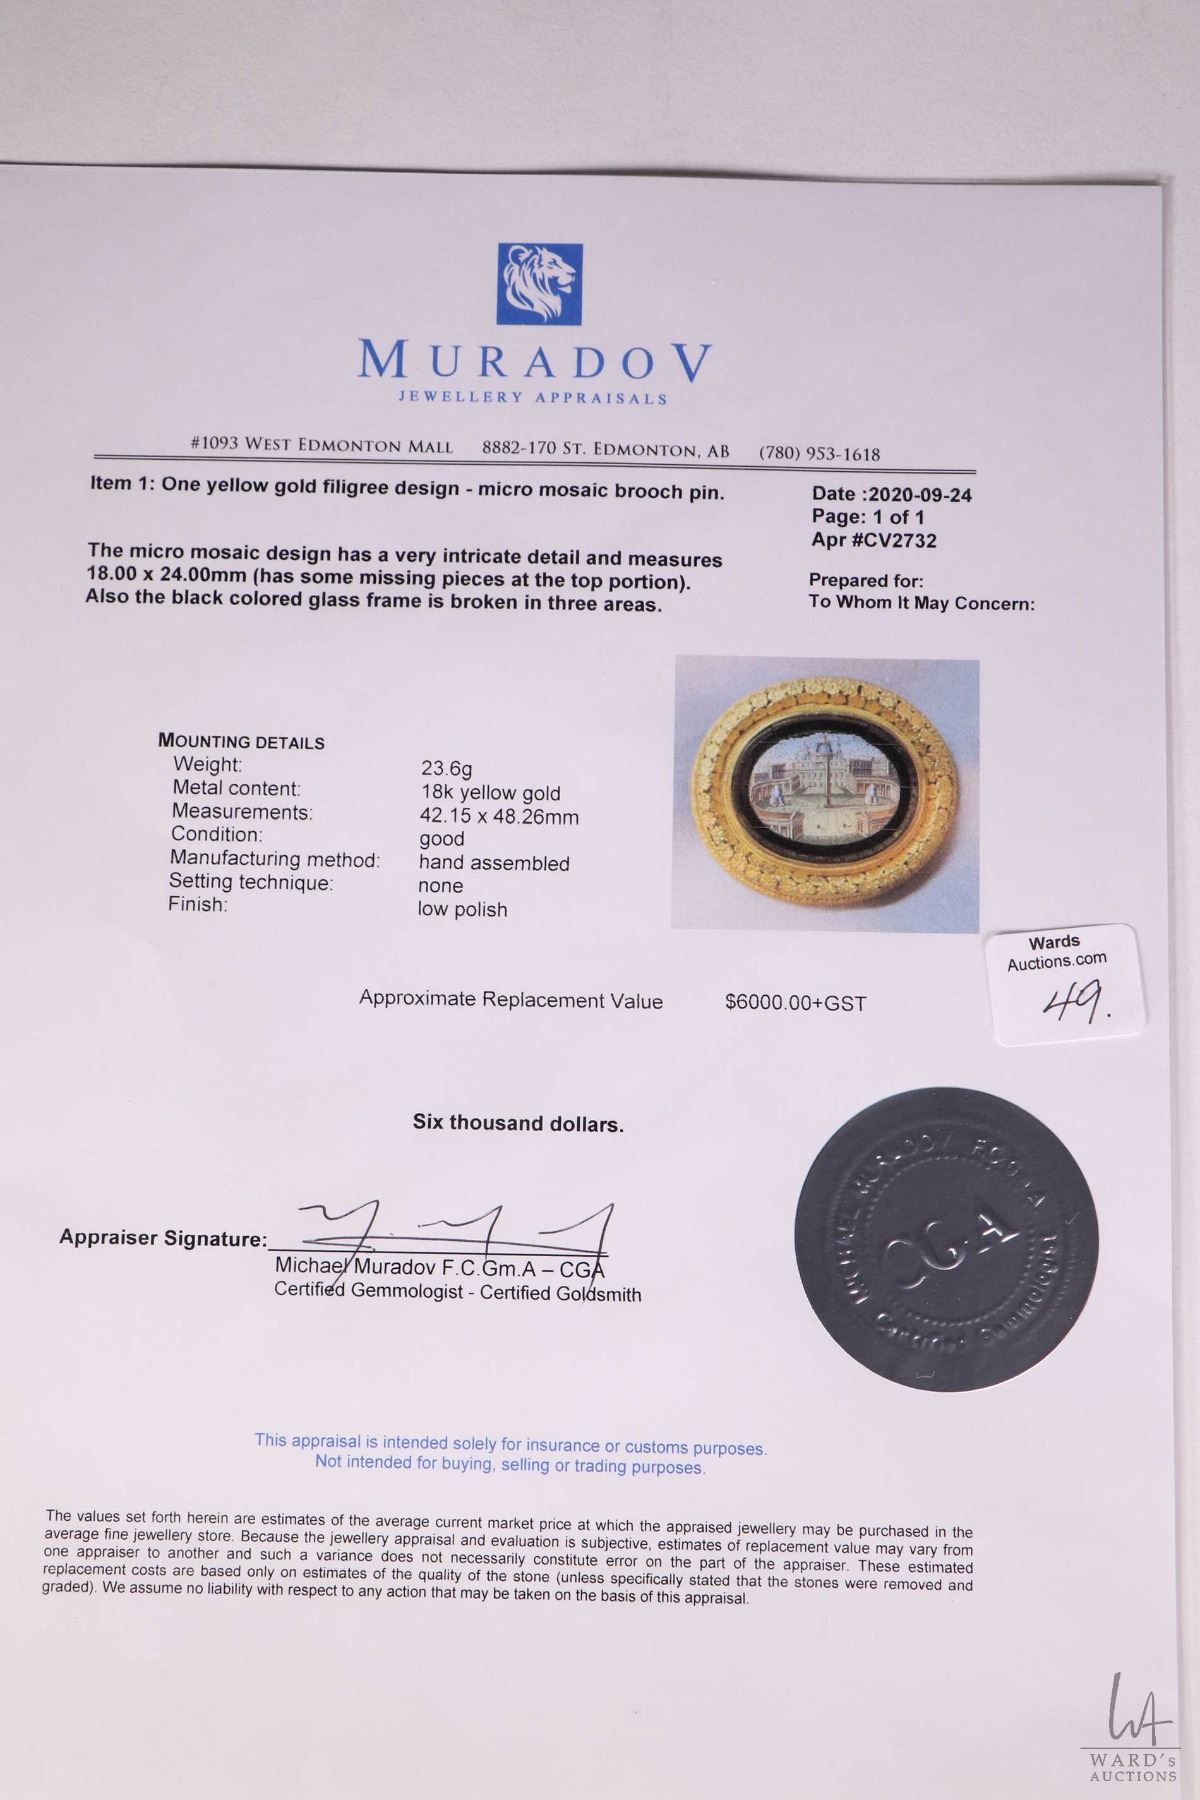 MURADOV
JEWELLERY APPRAISALS
#1093 WEST EDMONTON MALL 8882-170 ST. EDMONTON, AB (780) 953-1618
Item 1: One yellow gold filigree design - micro mosaic brooch pin.
Date :2020-09-24
Page: 1 of 1
Apr #CV2732
The micro mosaic design has a very intricate detail and measures
18.00 x 24.00mm (has some missing pieces at the top portion).
Also the black colored glass frame is broken in three areas.
Prepared for:
To Whom It May Concern:
MOUNTING DETAILS
Weight: 23.6g
Metal content: 18k yellow gold
Measurements: 42.15 x 48.26mm
Condition: good
Manufacturing method: hand assembled
Setting technique: none
Finish: low polish
Wards
Auctions.com
49.
Approximate Replacement Value $6000.00+GST
Six thousand dollars.
Appraiser Signature:
Michael Muradov F.C.Gm.A – CGA
Certified Gemmologist - Certified Goldsmith
MICHAEL MURADOV FCGmA
CGA
Certified Gemmologist
This appraisal is intended solely for insurance or customs purposes.
Not intended for buying, selling or trading purposes.
The values set forth herein are estimates of the average current market price at which the appraised jewellery may be purchased in the
average fine jewellery store. Because the jewellery appraisal and evaluation is subjective, estimates of replacement value may vary from
one appraiser to another and such a variance does not necessarily constitute error on the part of the appraiser. These estimated
replacement costs are based only on estimates of the quality of the stone (unless specifically stated that the stones were removed and
graded). We assume no liability with respect to any action that may be taken on the basis of this appraisal.
WA
WARD's
AUCTIONS